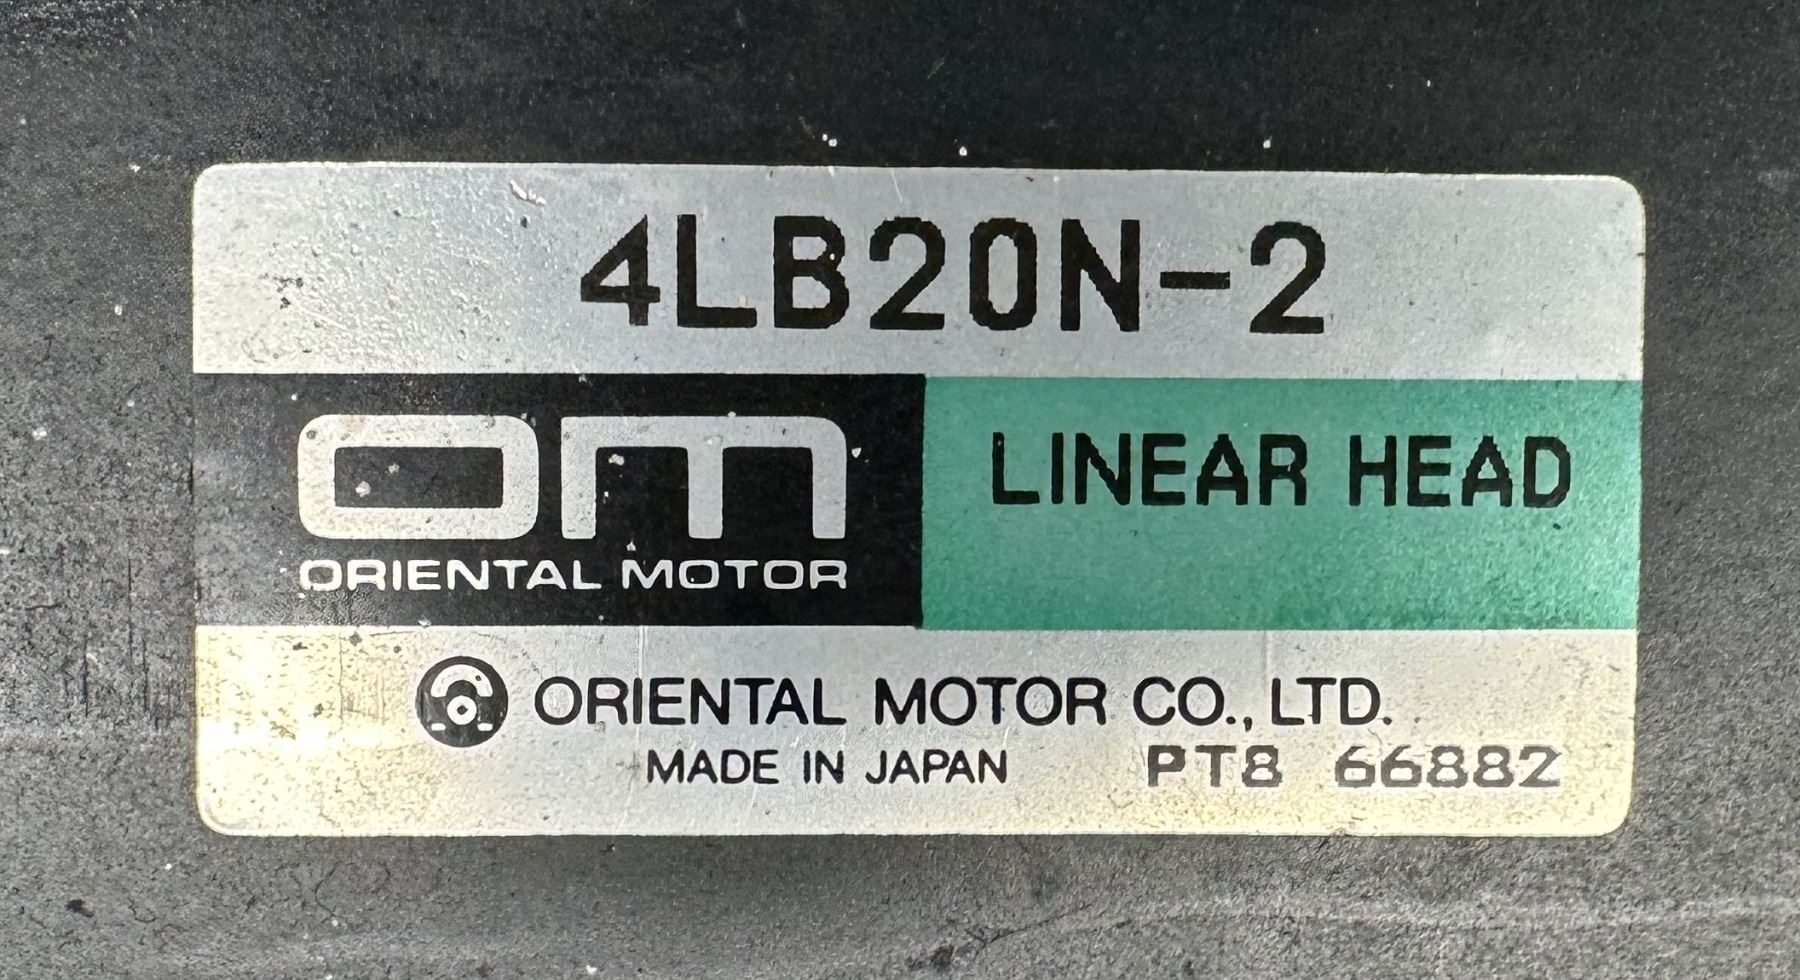 4LB20N-2
om
ORIENTAL MOTOR
LINEAR HEAD
ORIENTAL MOTOR CO., LTD.
MADE IN JAPAN PT8 66882